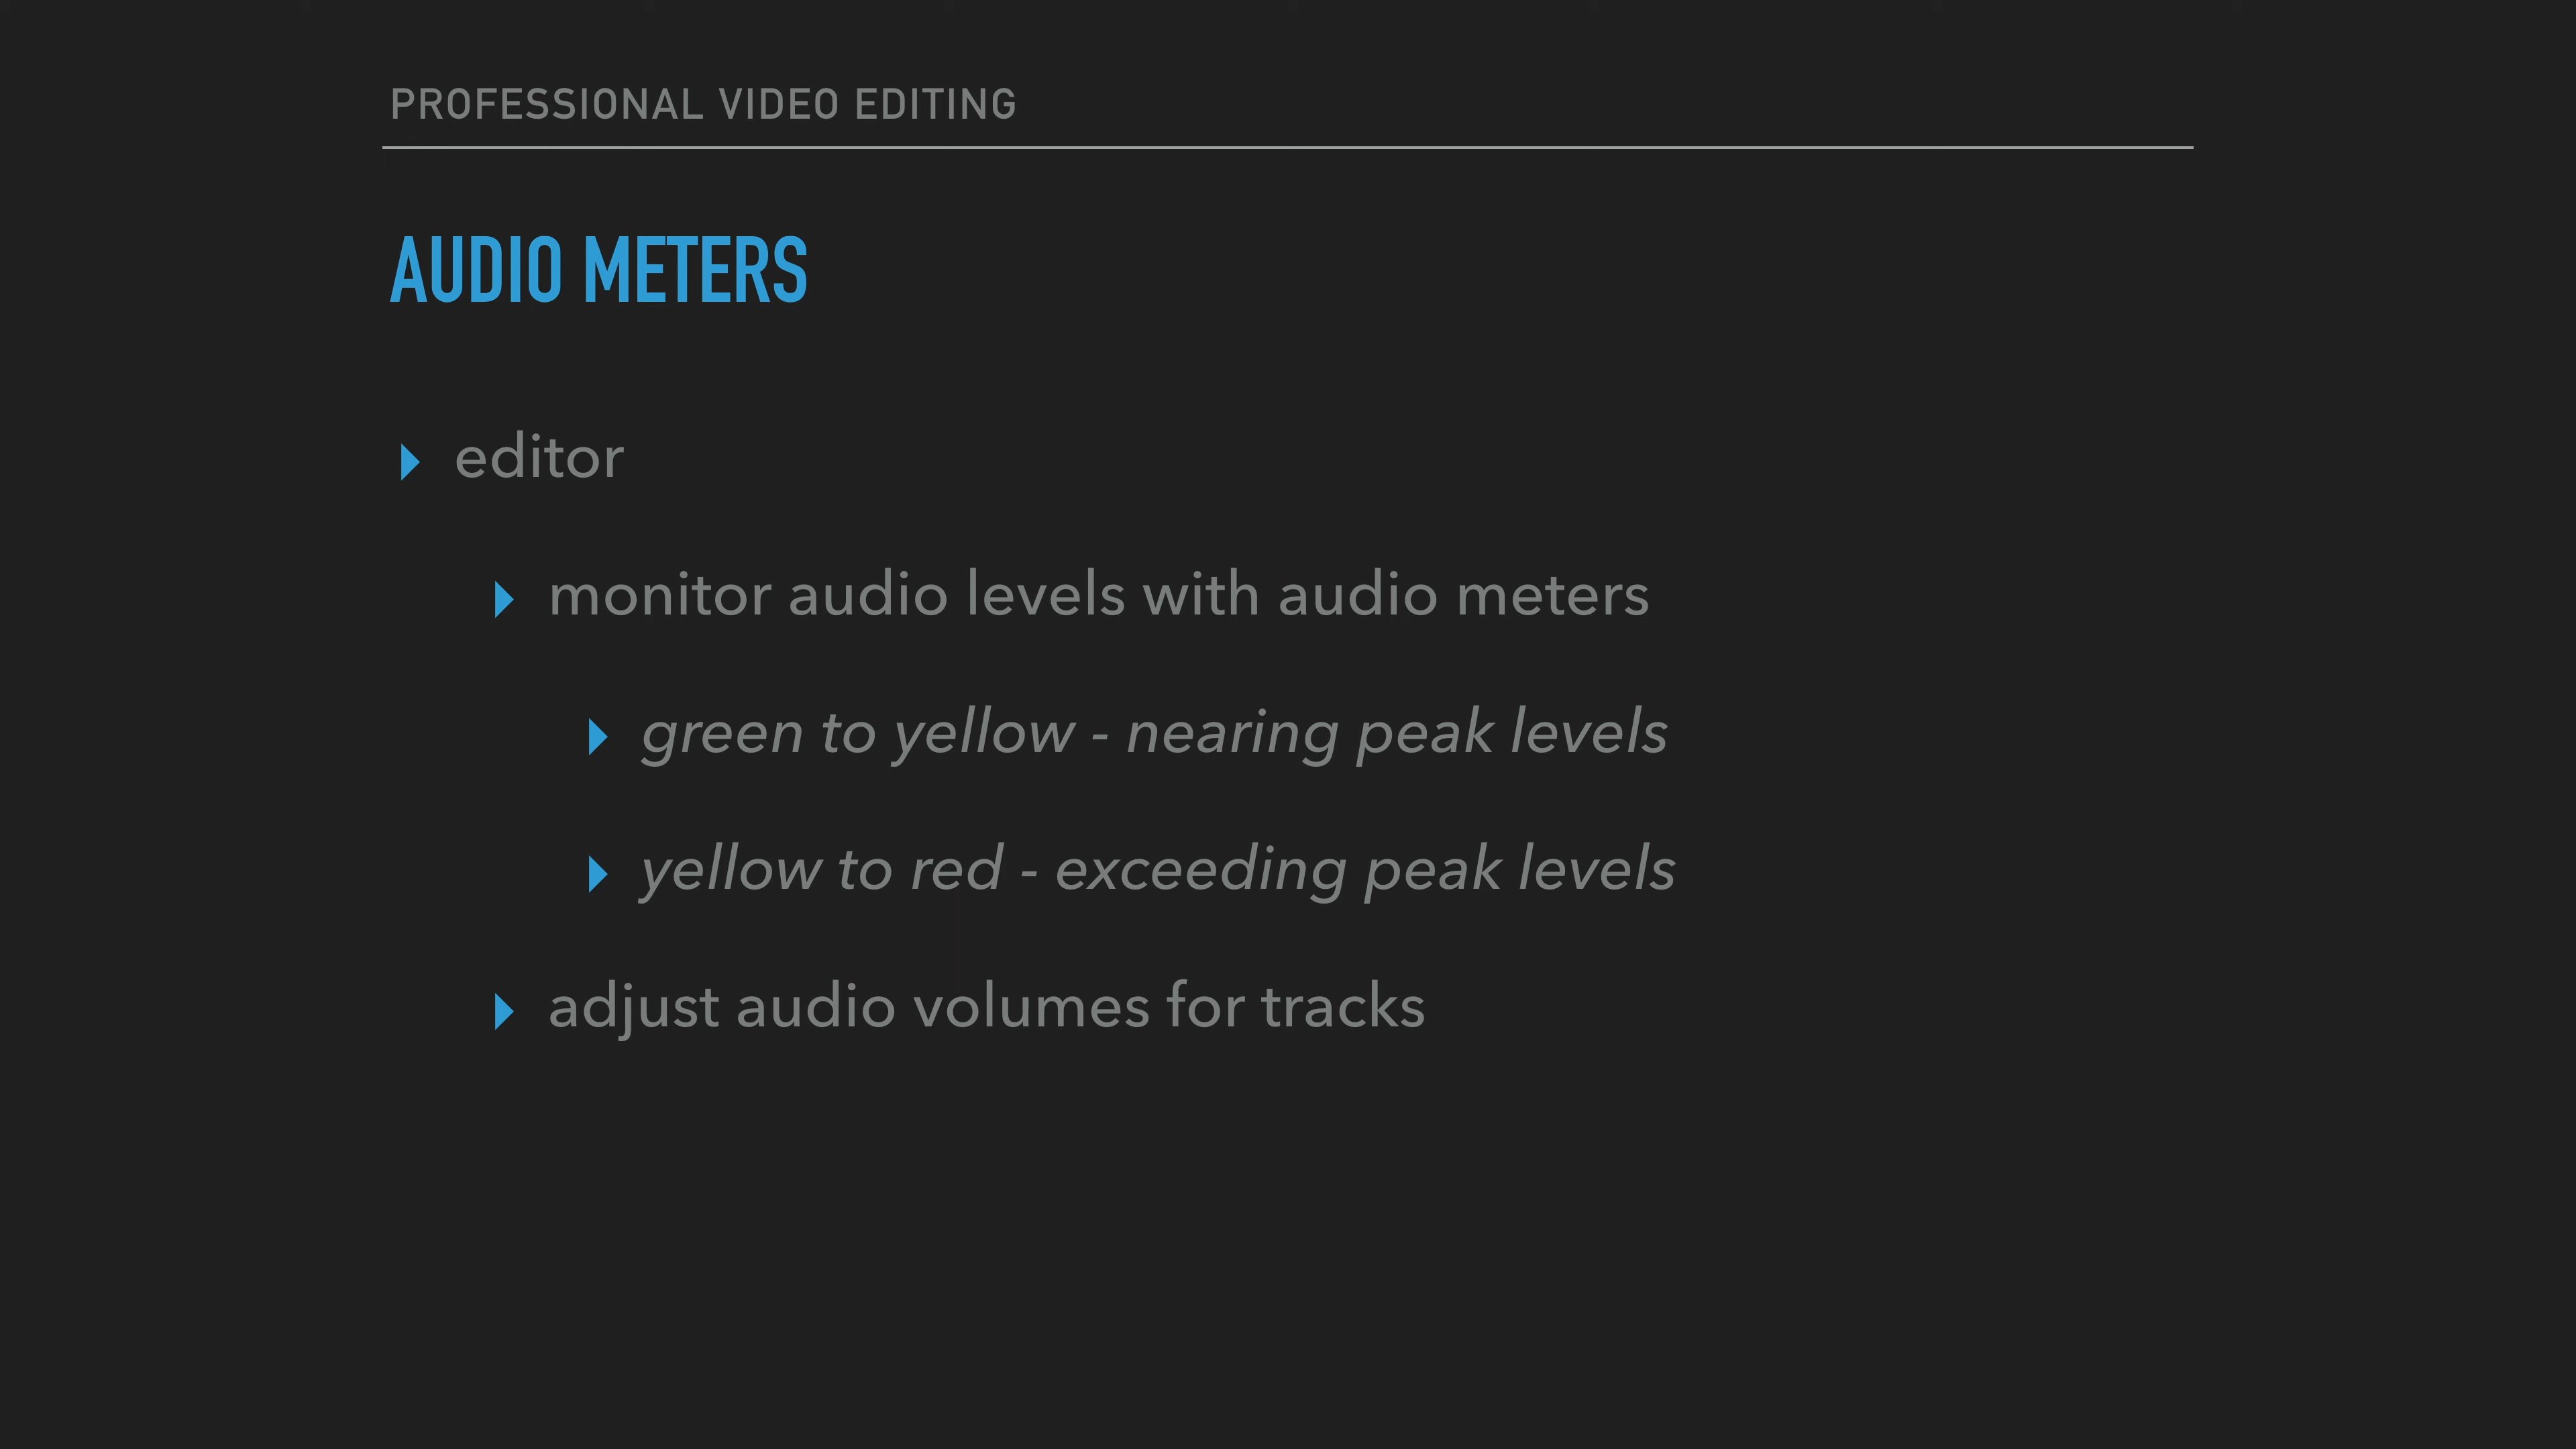 PROFESSIONAL VIDEO EDITING
AUDIO METERS
editor
monitor audio levels with audio meters
green to yellow - nearing peak levels
yellow to red - exceeding peak levels
adjust audio volumes for tracks